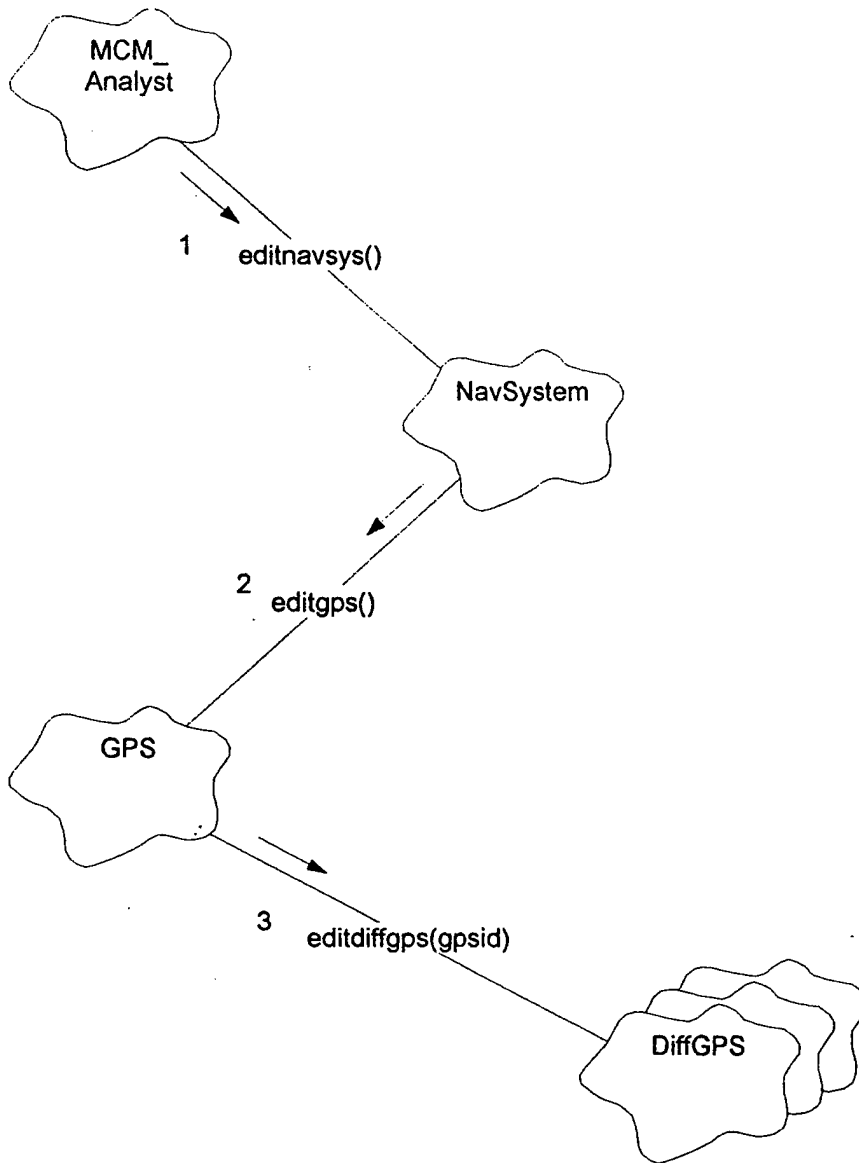 MCM_
Analyst
1
editnavsys()
NavSystem
2
editgps()
GPS
3
editdiffgps(gpsid)
DiffGPS